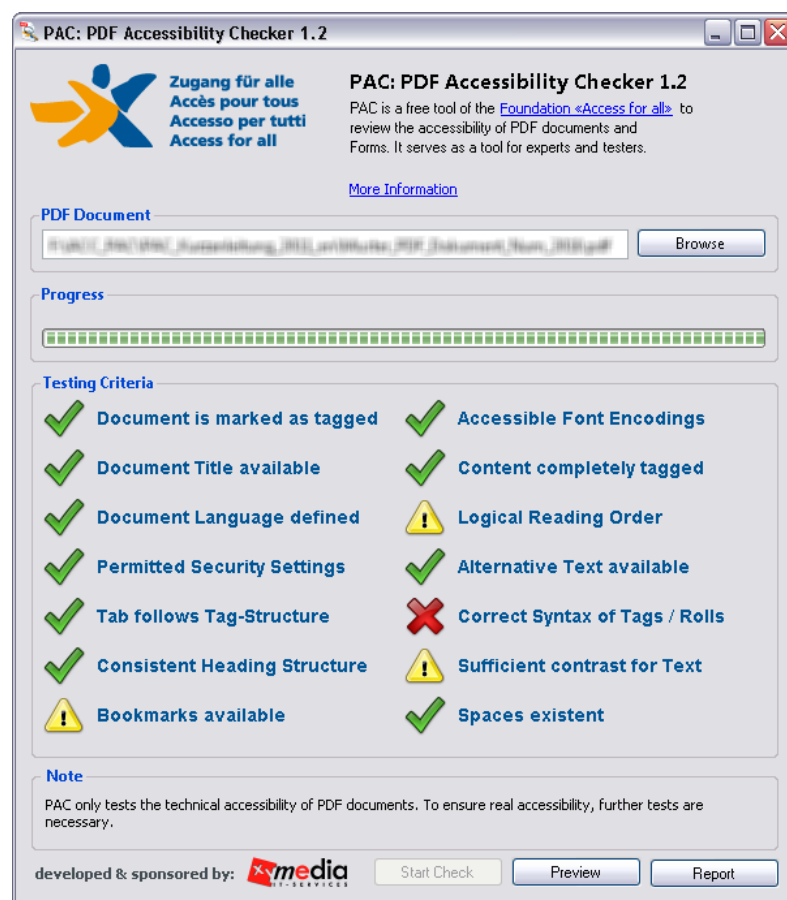 PAC: PDF Accessibility Checker 1.2
Zugang für alle
Accès pour tous
Accesso per tutti
Access for all
PAC: PDF Accessibility Checker 1.2
PAC is a free tool of the Foundation «Access for all» to
review the accessibility of PDF documents and
Forms. It serves as a tool for experts and testers.
More Information
PDF Document
Browse
Progress
Testing Criteria
Document is marked as tagged
Document Title available
Document Language defined
Permitted Security Settings
Tab follows Tag-Structure
Consistent Heading Structure
Bookmarks available
Accessible Font Encodings
Content completely tagged
Logical Reading Order
Alternative Text available
Correct Syntax of Tags / Rolls
Sufficient contrast for Text
Spaces existent
Note
PAC only tests the technical accessibility of PDF documents. To ensure real accessibility, further tests are
necessary.
developed & sponsored by:
xymedia
IT-SERVICES
Start Check
Preview
Report